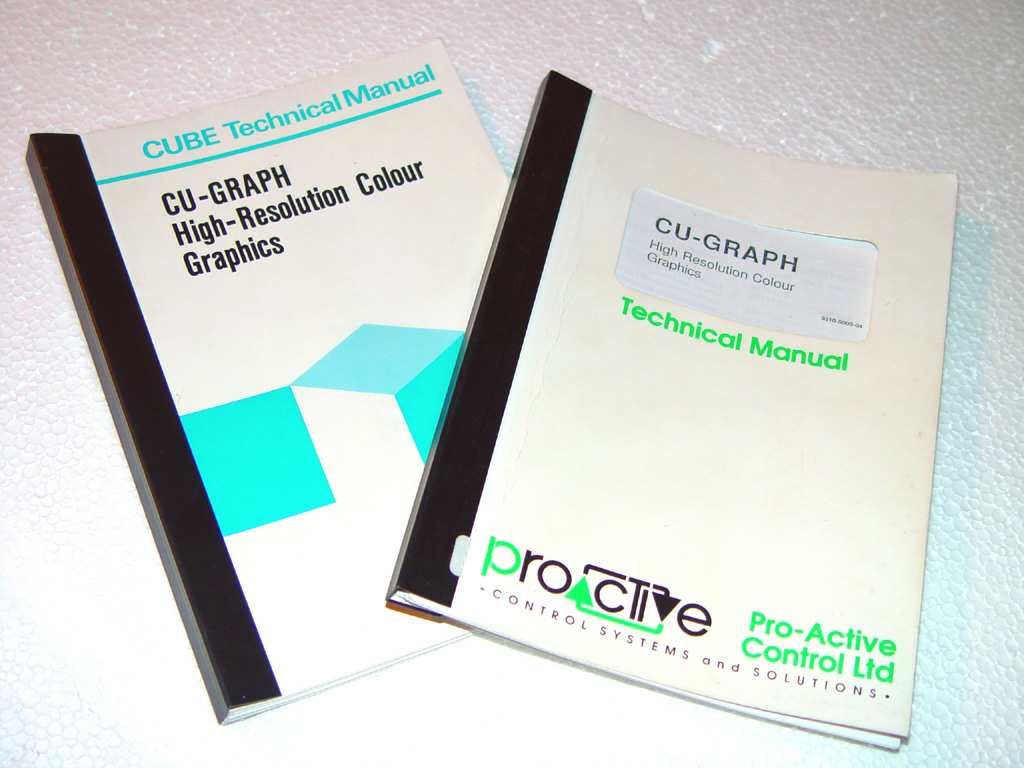 CUBE Technical Manual
CU-GRAPH
High-Resolution Colour
Graphics
CU-GRAPH
High Resolution Colour
Graphics
Technical Manual
proACTIVe
• CONTROL SYSTEMS and SOLUTIONS •
Pro-Active
Control Ltd